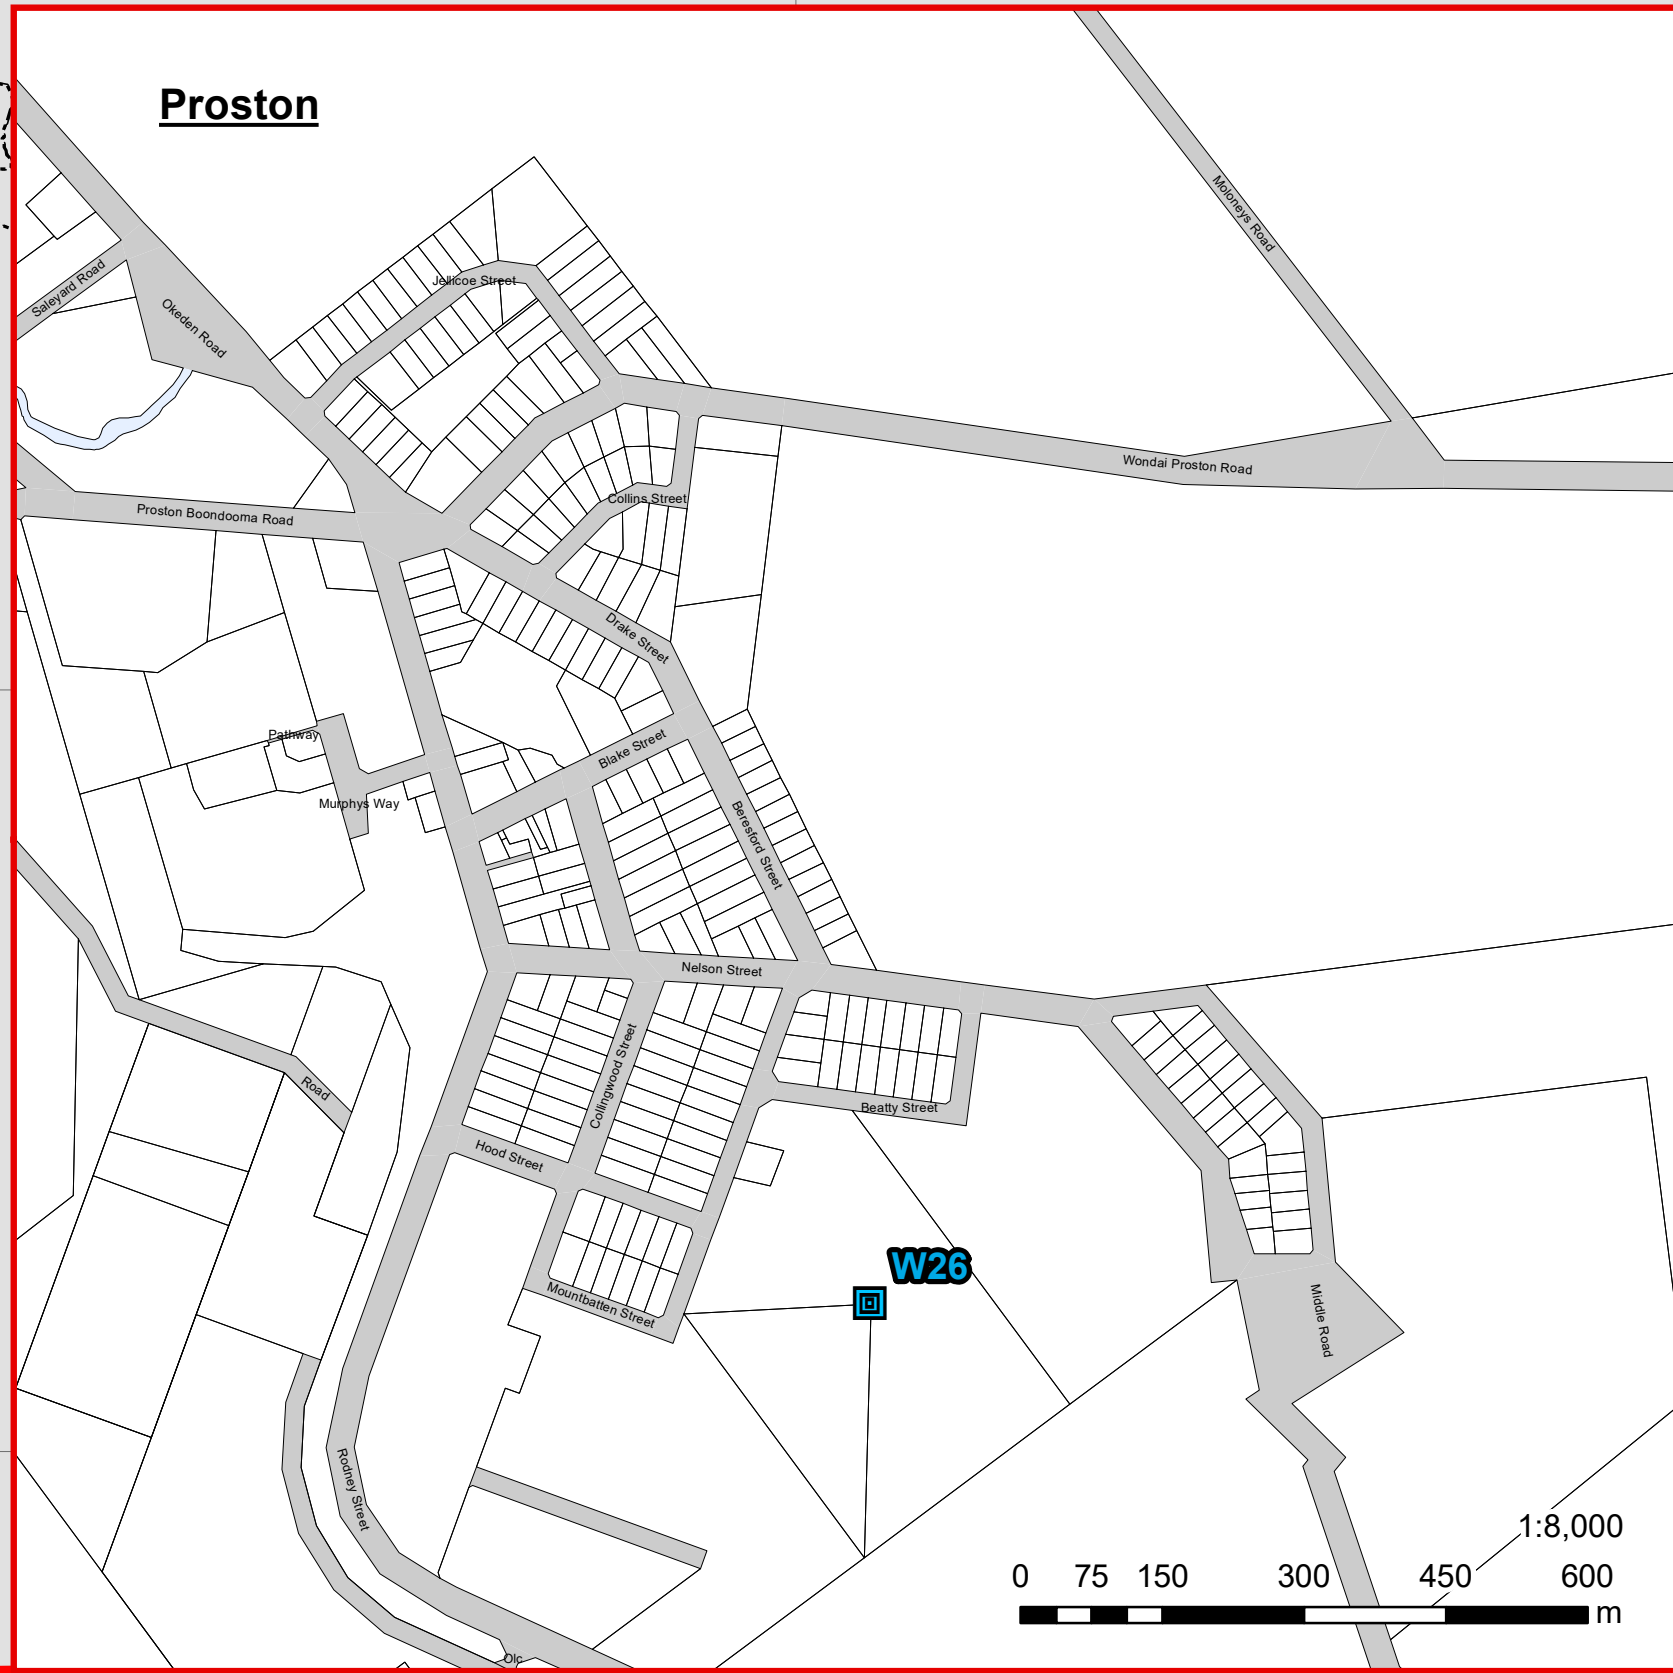 Proston
Moloneys Road
Saleyard Road
Jellicoe Street
Okeden Road
Wondai Proston Road
Collins Street
Proston Boondooma Road
Drake Street
Pathway
Blake Street
Murphys Way
Beresford Street
Nelson Street
Collingwood Street
Road
Beatty Street
Hood Street
W26
Mountbatten Street
Middle Road
Rodney Street
1:8,000
0 75 150 300 450 600
m
Olc